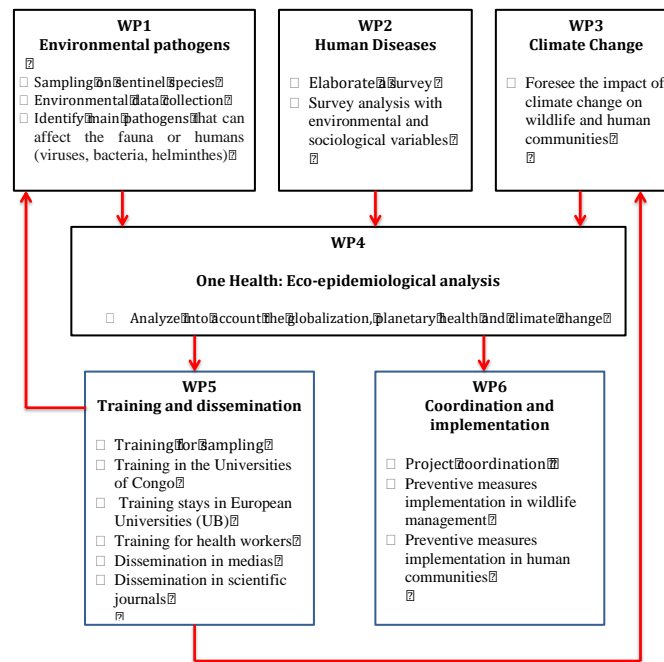 WP1
Environmental pathogens
Sampling on sentinel species
Environmental data collection
Identify main pathogens that can
affect the fauna or humans
(viruses, bacteria, helminthes)
WP2
Human Diseases
Elaborate a survey
Survey analysis with
environmental and
sociological variables
WP3
Climate Change
Foresee the impact of
climate change on
wildlife and human
communities
WP4
One Health: Eco-epidemiological analysis
Analyze into account the globalization, planetary health and climate change
WP5
Training and dissemination
Training for sampling
Training in the Universities
of Congo
Training stays in European
Universities (UB)
Training for health workers
Dissemination in medias
Dissemination in scientific
journals
WP6
Coordination and
implementation
Project coordination
Preventive measures
implementation in wildlife
management
Preventive measures
implementation in human
communities